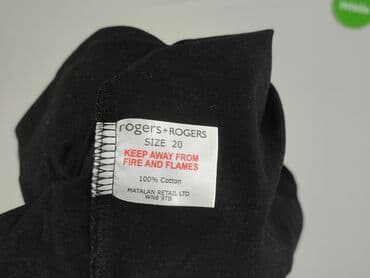 rogers+ROGERS
SIZE 20
KEEP AWAY FROM
FIRE AND FLAMES
100% Cotton
MATALAN RETAIL LTD
WN8 9TB